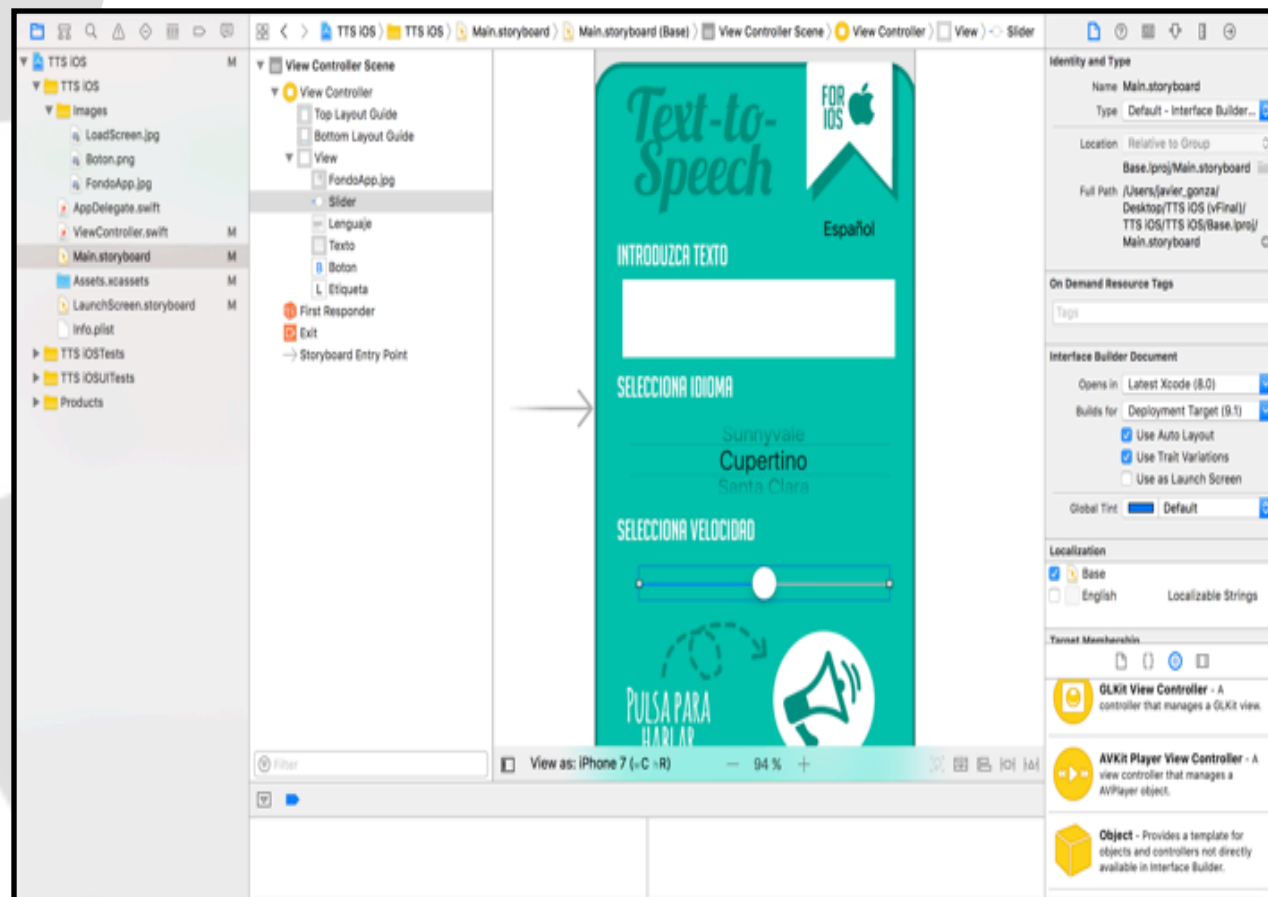 TTS iOS
TTS iOS
Main.storyboard
Main.storyboard (Base)
View Controller Scene
View Controller
View
Slider
TTS iOS M
TTS iOS
Images
LoadScreen.jpg
Boton.png
FondoApp.jpg
AppDelegate.swift
ViewController.swift M
Main.storyboard M
Assets.xcassets M
LaunchScreen.storyboard M
Info.plist
TTS iOSTests
TTS iOSUITests
Products
View Controller Scene
View Controller
Top Layout Guide
Bottom Layout Guide
View
FondoApp.jpg
Slider
Lenguaje
Texto
B Boton
L Etiqueta
First Responder
Exit
Storyboard Entry Point
Filter
Text-to-
Speech
FOR
IOS
Español
INTRODUZCA TEXTO
SELECCIONA IDIOMA
Sunnyvale
Cupertino
Santa Clara
SELECCIONA VELOCIDAD
PULSA PARA
HABLAR
View as: iPhone 7 (wC hR)
94 %
Identity and Type
Name Main.storyboard
Type Default - Interface Builder...
Location Relative to Group
Base.lproj/Main.storyboard
Full Path /Users/javier_gonza/
Desktop/TTS iOS (vFinal)/
TTS iOS/TTS iOS/Base.lproj/
Main.storyboard
On Demand Resource Tags
Tags
Interface Builder Document
Opens in Latest Xcode (8.0)
Builds for Deployment Target (9.1)
Use Auto Layout
Use Trait Variations
Use as Launch Screen
Global Tint Default
Localization
Base
English Localizable Strings
Target Membership
GLKit View Controller - A
controller that manages a GLKit view.
AVKit Player View Controller - A
view controller that manages a
AVPlayer object.
Object - Provides a template for
objects and controllers not directly
available in Interface Builder.